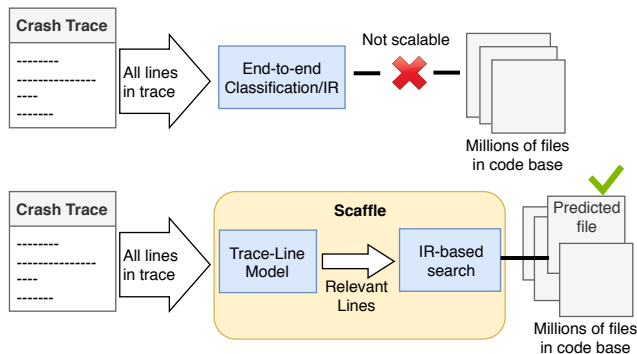 Crash Trace
All lines
in trace
End-to-end
Classification/IR
Not scalable
Millions of files
in code base
Crash Trace
All lines
in trace
Scaffle
Trace-Line
Model
Relevant
Lines
IR-based
search
Predicted
file
Millions of files
in code base